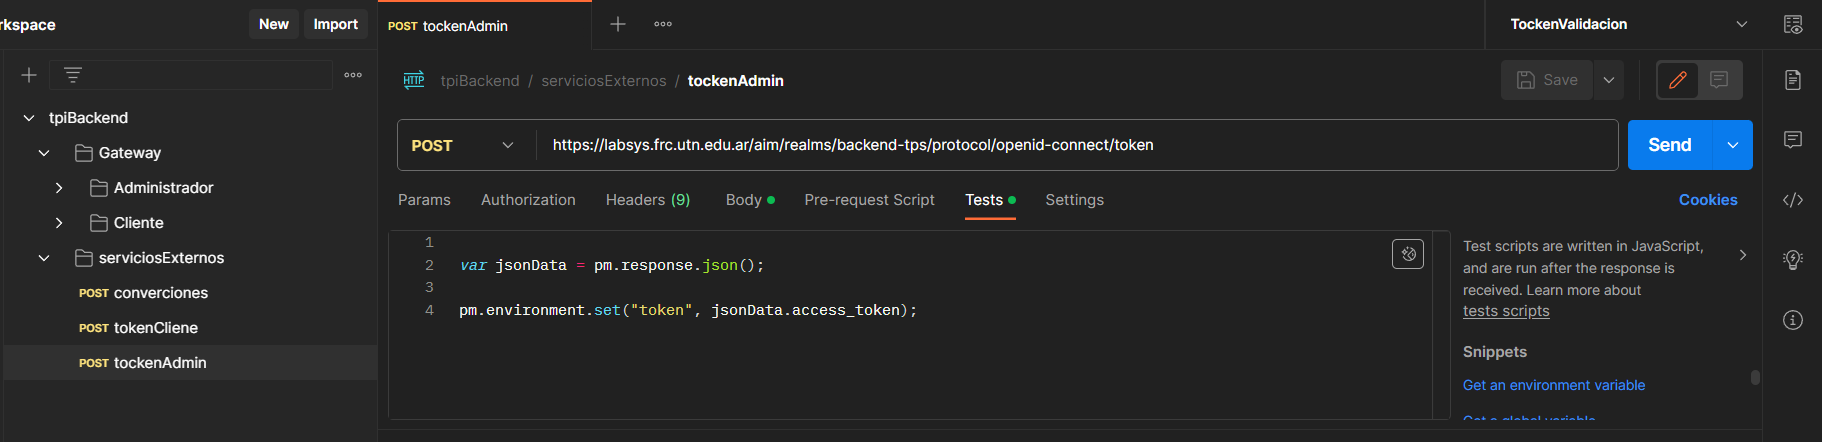 rkspace
New
Import
POST tockenAdmin
TockenValidacion
HTTP tpiBackend / serviciosExternos / tockenAdmin
Save
tpiBackend
Gateway
Administrador
Cliente
serviciosExternos
POST converciones
POST tokenCliene
POST tockenAdmin
POST
https://labsys.frc.utn.edu.ar/aim/realms/backend-tps/protocol/openid-connect/token
Send
Params
Authorization
Headers (9)
Body
Pre-request Script
Tests
Settings
Cookies
1
2 var jsonData = pm.response.json();
3
4 pm.environment.set("token", jsonData.access_token);
Test scripts are written in JavaScript,
and are run after the response is
received. Learn more about
tests scripts
Snippets
Get an environment variable
Get a global variable